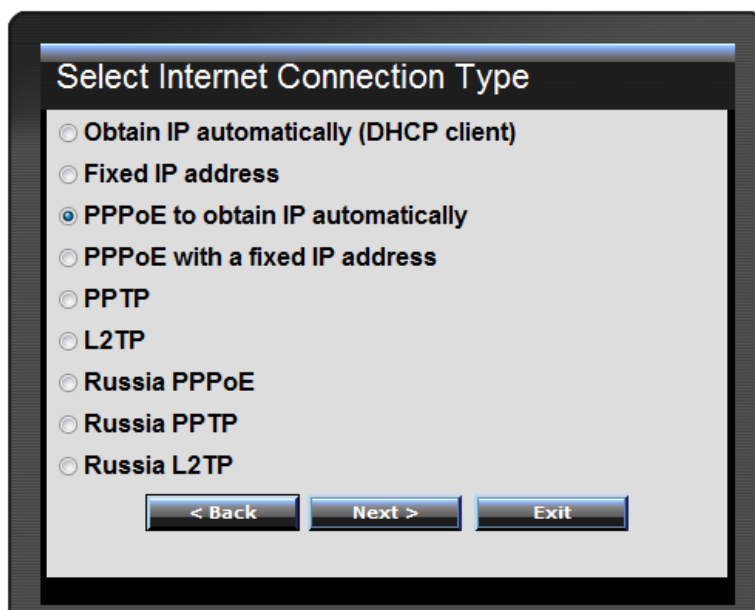 Select Internet Connection Type
Obtain IP automatically (DHCP client)
Fixed IP address
PPPoE to obtain IP automatically
PPPoE with a fixed IP address
PPTP
L2TP
Russia PPPoE
Russia PPTP
Russia L2TP
< Back Next > Exit